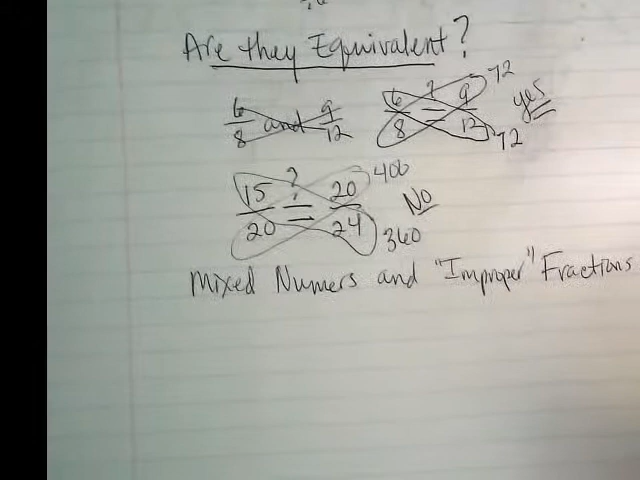 Are they Equivalent?
6/8 and 9/12 6/8 ?= 9/12 72 72 yes
15/20 ?= 20/24 400 360 No
Mixed Numers and "Improper" Fractions